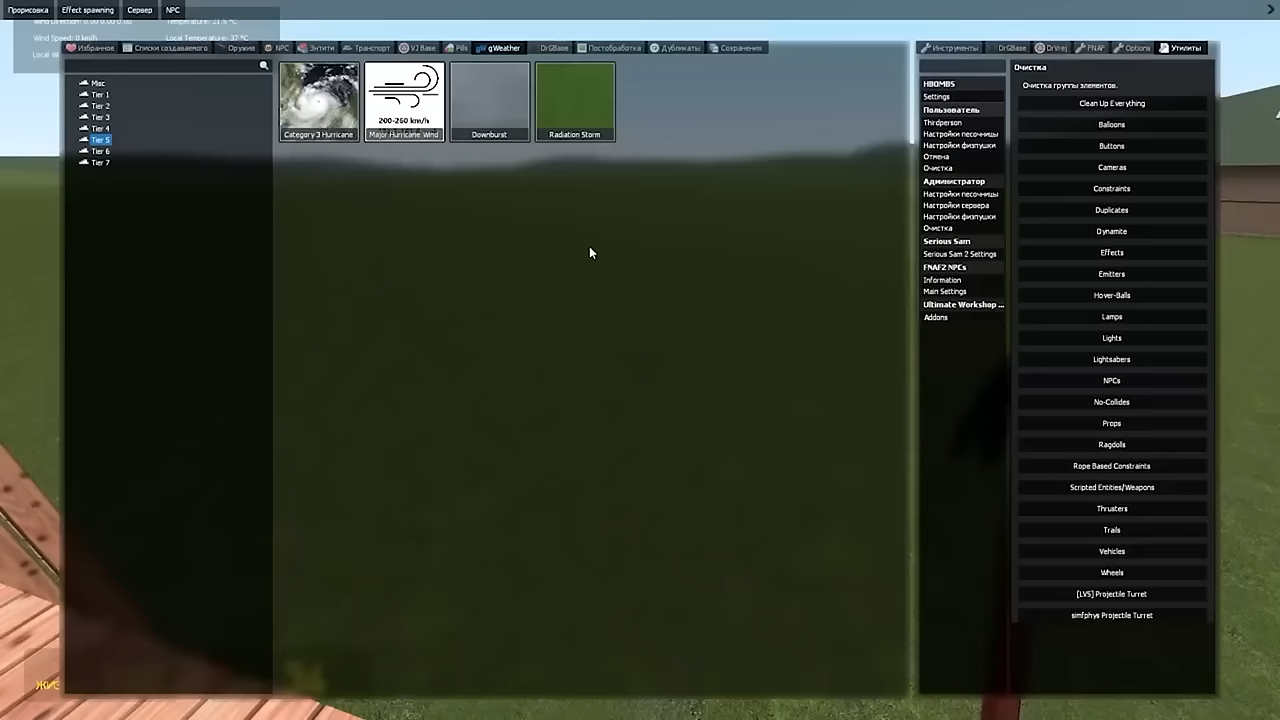 Прорисовка Effect spawning Сервер NPC
Wind Speed: 0 km/h Local Temperature: 37 °C
Избранное Списки создаваемого Оружие NPC Энтити Транспорт VJ Base Pills gWeather DrGBase Постобработка Дубликаты Сохранения
Misc
Tier 1
Tier 2
Tier 3
Tier 4
Tier 5
Tier 6
Tier 7
Category 3 Hurricane
200-260 km/h
Major Hurricane Wind
Downburst
Radiation Storm
Инструменты DrGBase DrVrej FNAF Options Утилиты
HBOMBS
Settings
Пользователь
Thirdperson
Настройки песочницы
Настройки физпушки
Отмена
Очистка
Администратор
Настройки песочницы
Настройки сервера
Настройки физпушки
Очистка
Serious Sam
Serious Sam 2 Settings
FNAF2 NPCs
Information
Main Settings
Ultimate Workshop ...
Addons
Очистка
Очистка группы элементов.
Clean Up Everything
Balloons
Buttons
Cameras
Constraints
Duplicates
Dynamite
Effects
Emitters
Hover-Balls
Lamps
Lights
Lightsabers
NPCs
No-Collides
Props
Ragdolls
Rope Based Constraints
Scripted Entities/Weapons
Thrusters
Trails
Vehicles
Wheels
[LVS] Projectile Turret
simfphys Projectile Turret